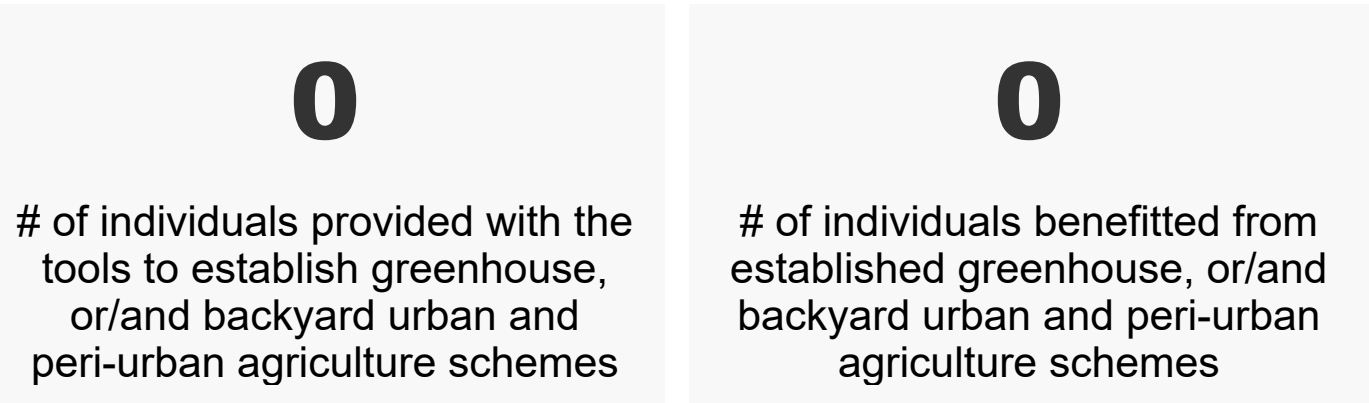 0
# of individuals provided with the
tools to establish greenhouse,
or/and backyard urban and
peri-urban agriculture schemes
0
# of individuals benefitted from
established greenhouse, or/and
backyard urban and peri-urban
agriculture schemes